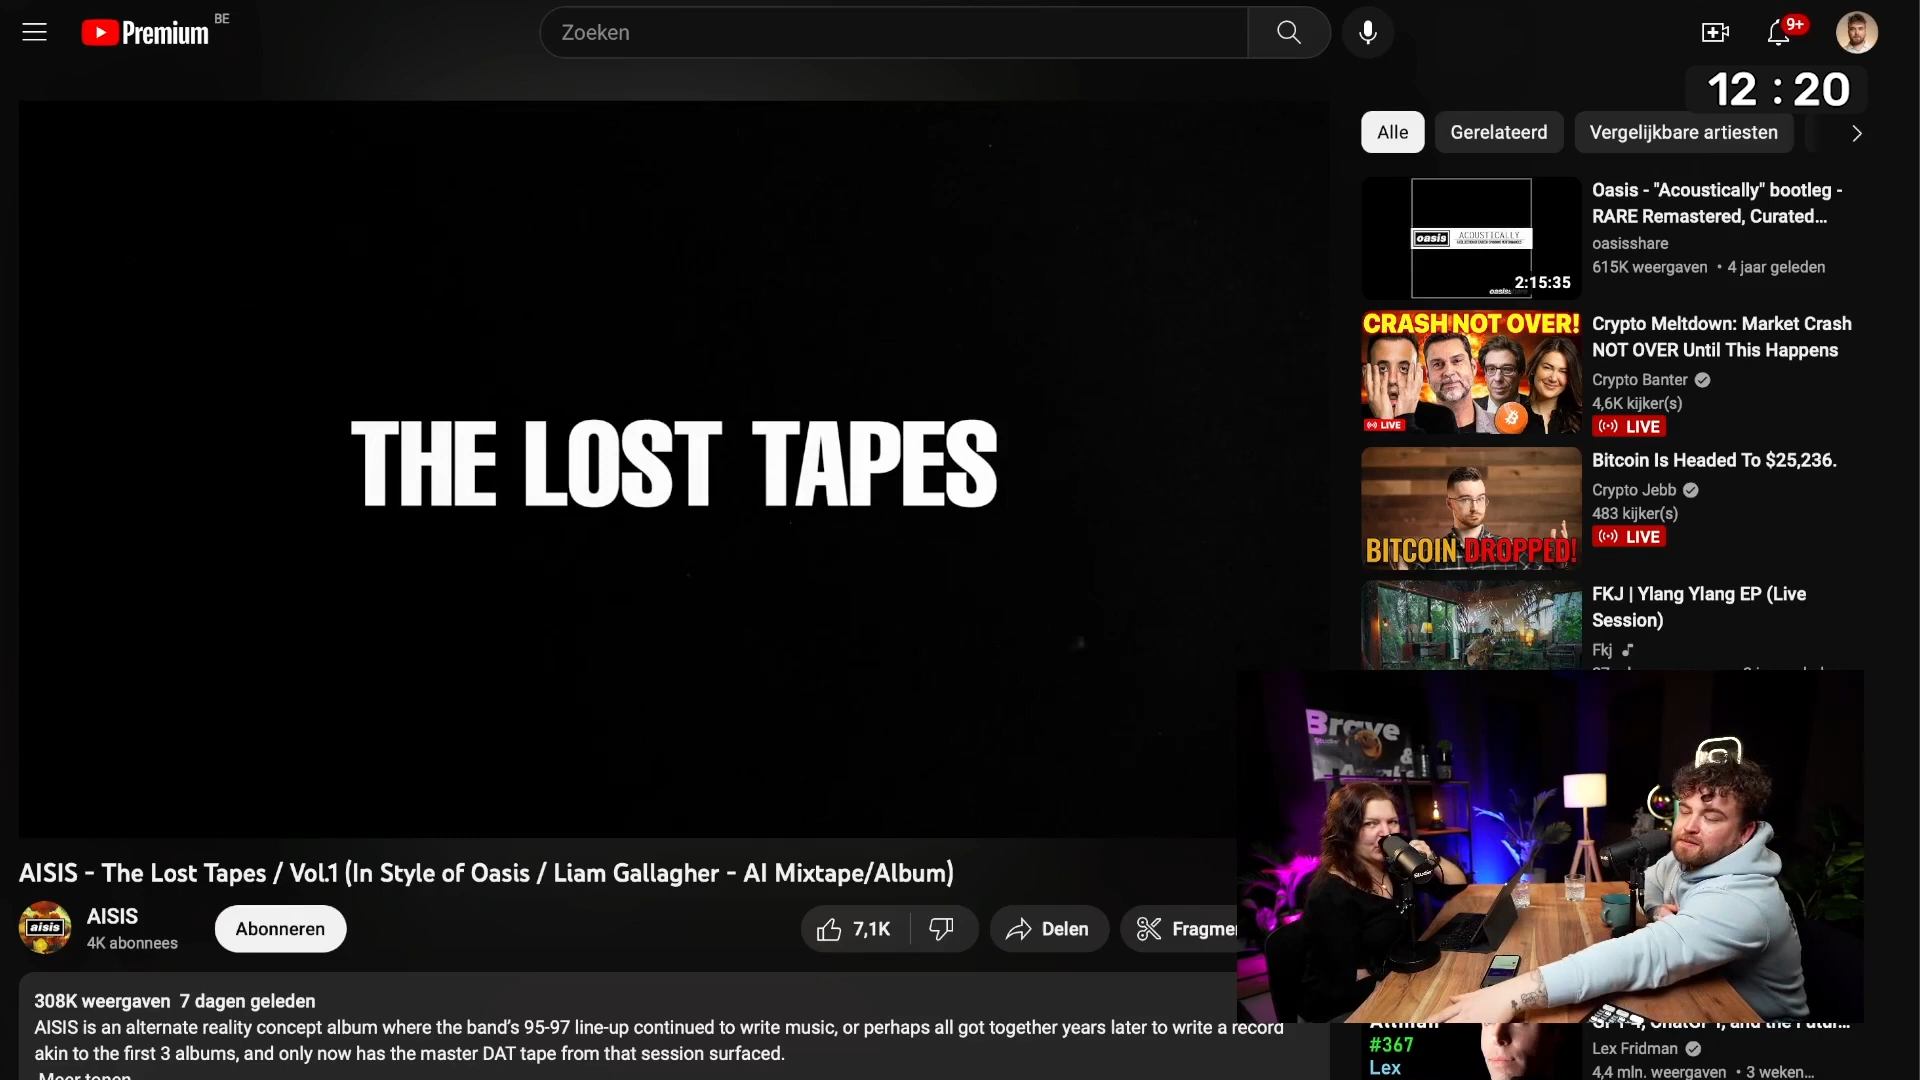 Premium BE
Zoeken
9+
12 : 20
THE LOST TAPES
AISIS - The Lost Tapes / Vol.1 (In Style of Oasis / Liam Gallagher - AI Mixtape/Album)
aisis
AISIS
4K abonnees
Abonneren
7,1K
Delen
308K weergaven 7 dagen geleden
AISIS is an alternate reality concept album where the band's 95-97 line-up continued to write music, or perhaps all got together years later to write a record
akin to the first 3 albums, and only now has the master DAT tape from that session surfaced.
Alle
Gerelateerd
Vergelijkbare artiesten
oasis
ACOUSTICALLY
2:15:35
Oasis - "Acoustically" bootleg -
RARE Remastered, Curated...
oasisshare
615K weergaven • 4 jaar geleden
CRASH NOT OVER!
LIVE
Crypto Meltdown: Market Crash
NOT OVER Until This Happens
Crypto Banter
4,6K kijker(s)
LIVE
BITCOIN DROPPED!
Bitcoin Is Headed To $25,236.
Crypto Jebb
483 kijker(s)
LIVE
FKJ | Ylang Ylang EP (Live
Session)
Fkj
Brave
&
#367
Lex
Lex Fridman
4,4 mln. weergaven • 3 weken...